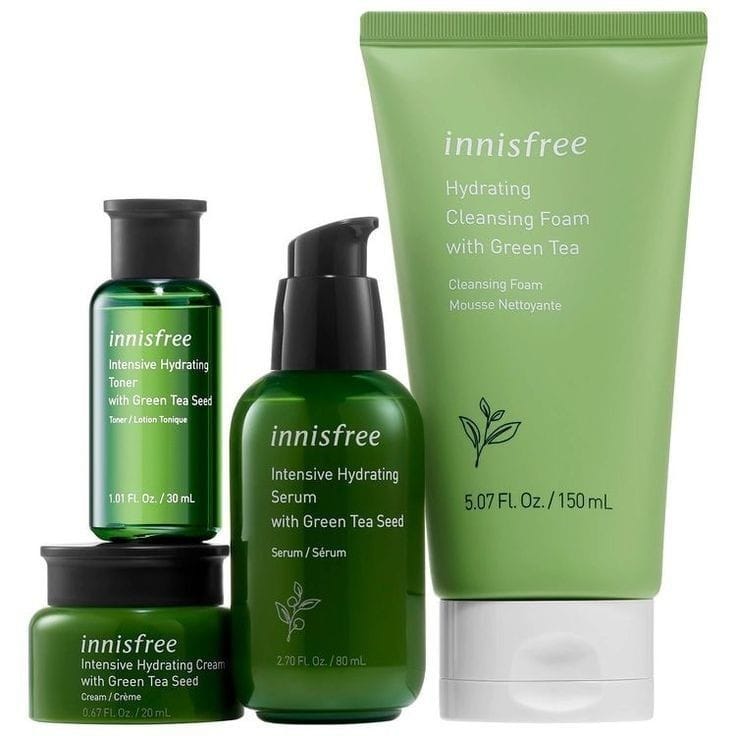 innisfree
Intensive Hydrating
Toner
with Green Tea Seed
Toner / Lotion Tonique
1.01 Fl. Oz. / 30 mL
innisfree
Intensive Hydrating Cream
with Green Tea Seed
Cream / Crème
0.67 Fl. Oz. / 20 mL
innisfree
Intensive Hydrating
Serum
with Green Tea Seed
Serum / Sérum
2.70 Fl. Oz. / 80 mL
innisfree
Hydrating
Cleansing Foam
with Green Tea
Cleansing Foam
Mousse Nettoyante
5.07 Fl. Oz. / 150 mL